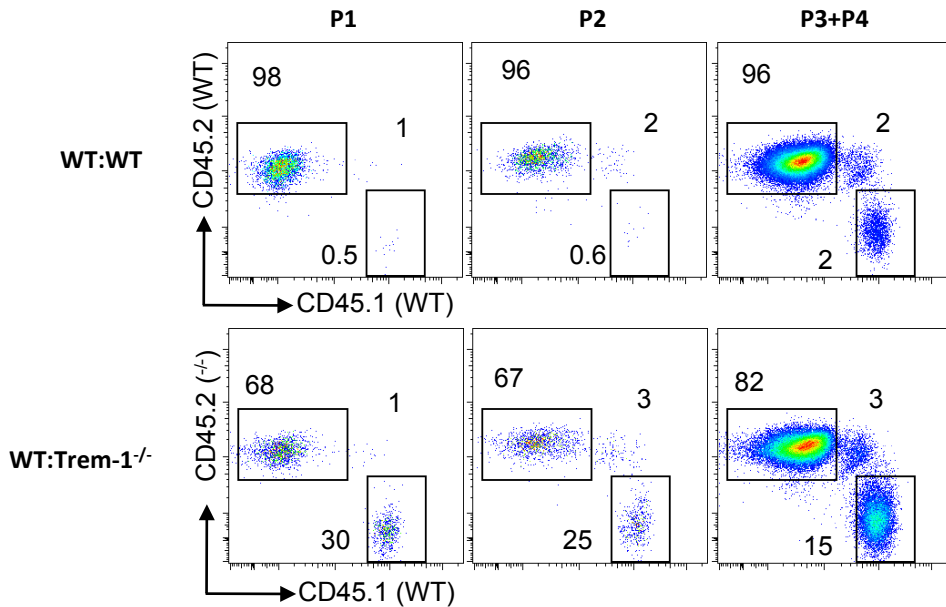 P1 P2 P3+P4
WT:WT
CD45.2 (WT)
98 1 0.5
96 2 0.6
96 2 2
CD45.1 (WT)
WT:Trem-1-/-
CD45.2 (-/-)
68 1 30
67 3 25
82 3 15
CD45.1 (WT)